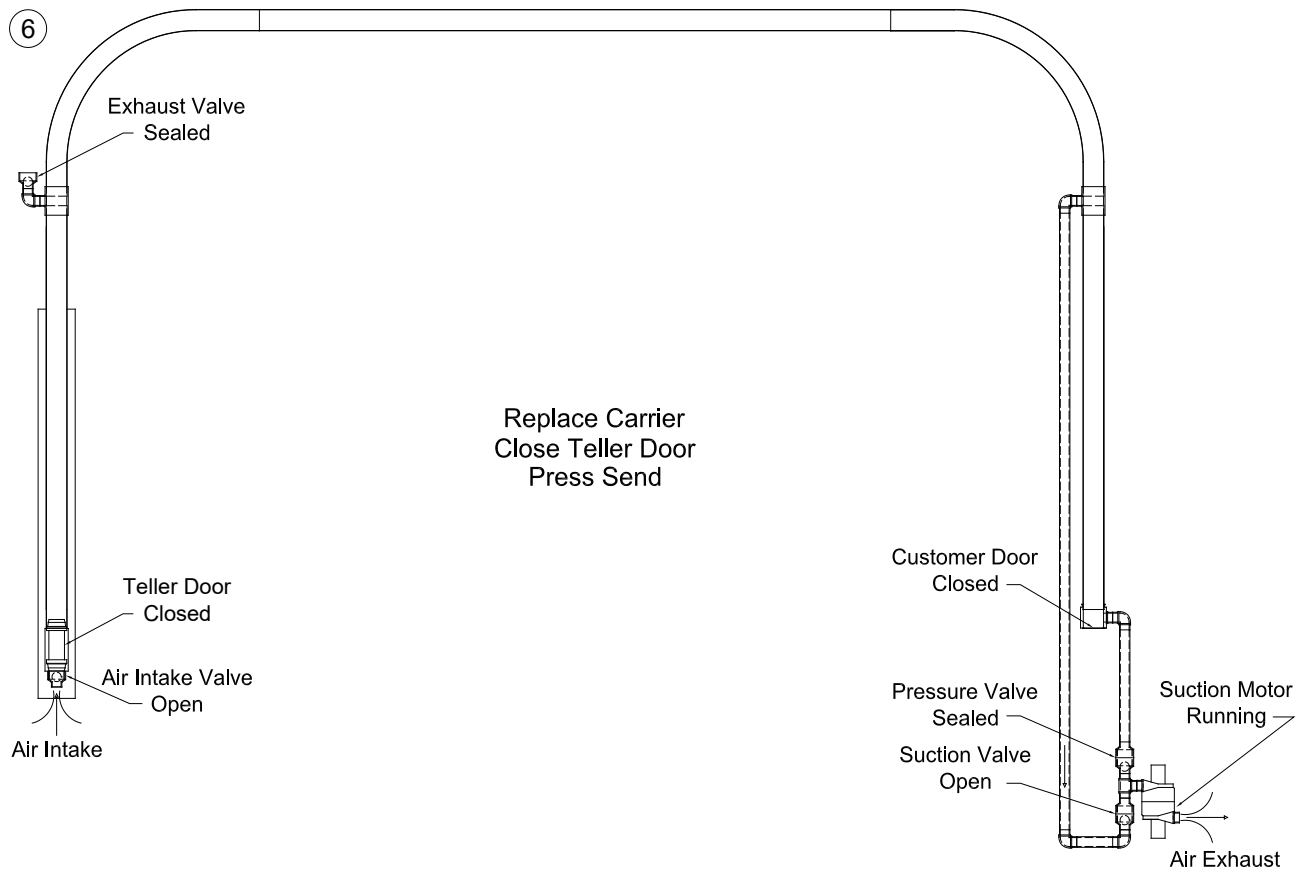 6
Exhaust Valve
Sealed
Replace Carrier
Close Teller Door
Press Send
Teller Door
Closed
Air Intake Valve
Open
Air Intake
Customer Door
Closed
Pressure Valve
Sealed
Suction Valve
Open
Suction Motor
Running
Air Exhaust